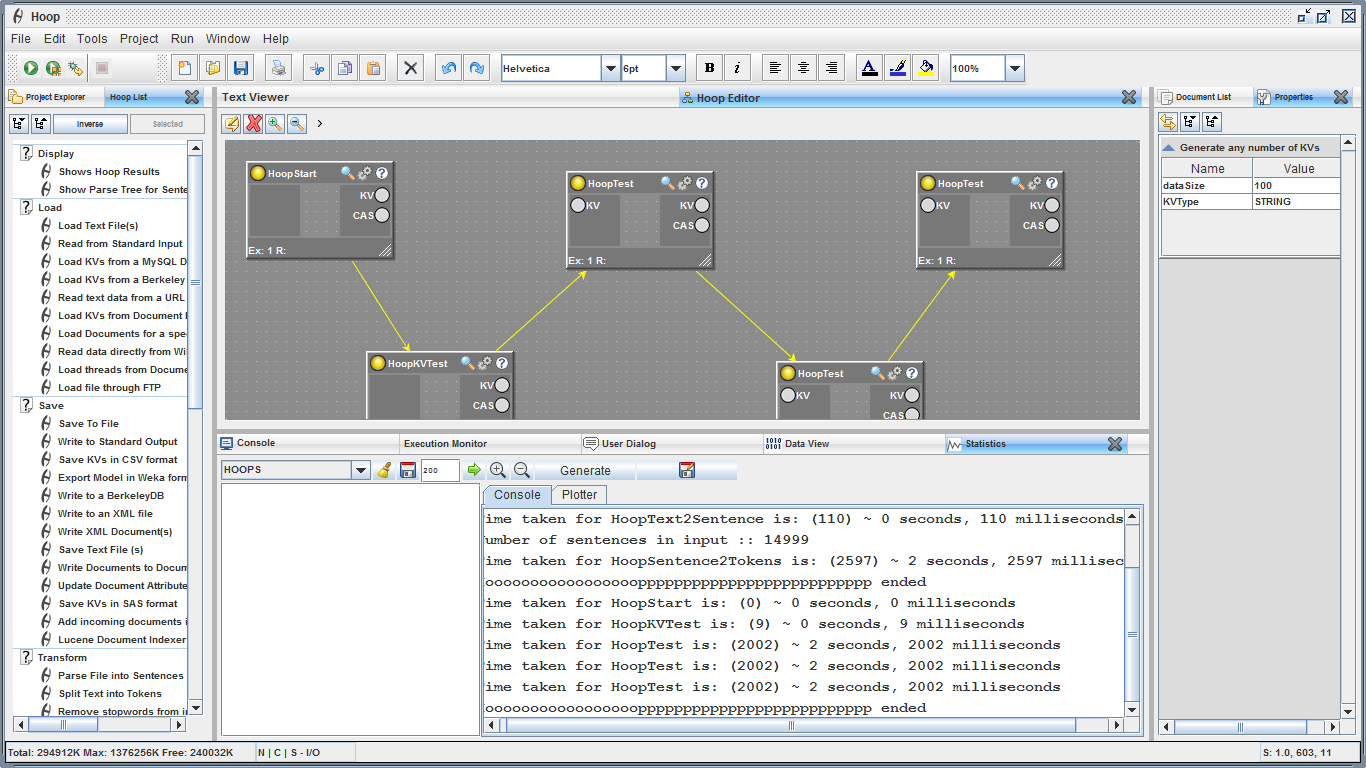 Hoop
File Edit Tools Project Run Window Help
Helvetica 6pt B i A 100%
Project Explorer Hoop List
Inverse Selected
Display
Shows Hoop Results
Show Parse Tree for Sente
Load
Load Text File(s)
Read from Standard Input
Load KVs from a MySQL D
Load KVs from a Berkeley
Read text data from a URL
Load KVs from Document l
Load Documents for a spe
Read data directly from Wi
Load threads from Docume
Load file through FTP
Save
Save To File
Write to Standard Output
Save KVs in CSV format
Export Model in Weka form
Write to a BerkeleyDB
Write to an XML file
Write XML Document(s)
Save Text File (s)
Write Documents to Docum
Update Document Attribute
Save KVs in SAS format
Add incoming documents i
Lucene Document Indexer
Transform
Parse File into Sentences
Split Text into Tokens
Remove stopwords from i
Text Viewer Hoop Editor
HoopStart ?
KV
CAS
Ex: 1 R:
HoopTest ?
KV KV
CAS
Ex: 1 R:
HoopTest ?
KV KV
CAS
Ex: 1 R:
HoopKVTest ?
KV
CAS
HoopTest ?
KV KV
CAS
Console Execution Monitor User Dialog Data View Statistics
HOOPS 200 Generate
Console Plotter
ime taken for HoopText2Sentence is: (110) ~ 0 seconds, 110 milliseconds
umber of sentences in input :: 14999
ime taken for HoopSentence2Tokens is: (2597) ~ 2 seconds, 2597 millisec
ooooooooooooooooopppppppppppppppppppppppppp ended
ime taken for HoopStart is: (0) ~ 0 seconds, 0 milliseconds
ime taken for HoopKVTest is: (9) ~ 0 seconds, 9 milliseconds
ime taken for HoopTest is: (2002) ~ 2 seconds, 2002 milliseconds
ime taken for HoopTest is: (2002) ~ 2 seconds, 2002 milliseconds
ime taken for HoopTest is: (2002) ~ 2 seconds, 2002 milliseconds
ooooooooooooooooopppppppppppppppppppppppppp ended
Document List Properties
Generate any number of KVs
Name Value
dataSize 100
KVType STRING
Total: 294912K Max: 1376256K Free: 240032K N | C | S - I/O S: 1.0, 603, 11